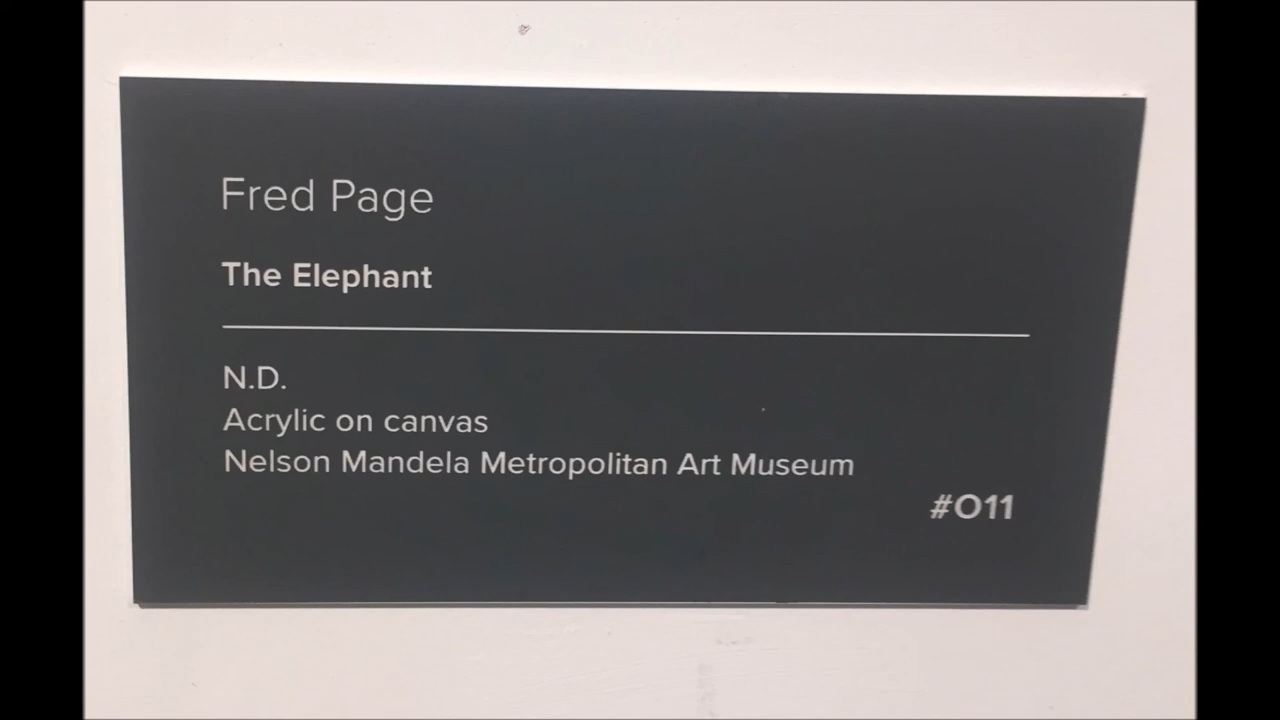 Fred Page
The Elephant
N.D.
Acrylic on canvas
Nelson Mandela Metropolitan Art Museum
#O11